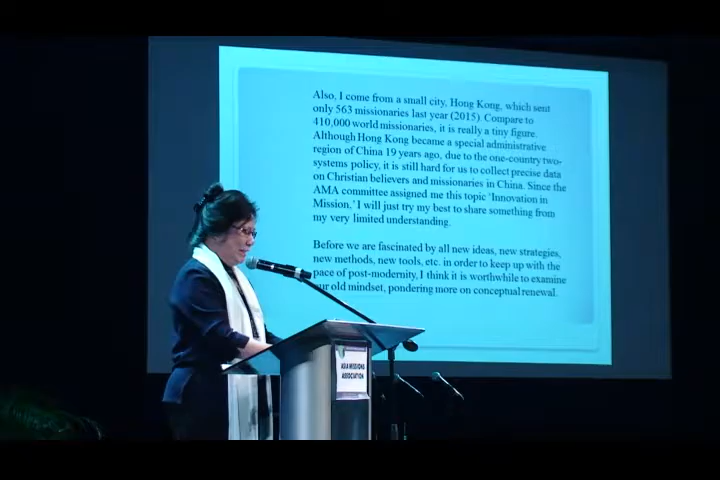 Also, I come from a small city, Hong Kong, which sent
only 563 missionaries last year (2015). Compare to
410,000 world missionaries, it is really a tiny figure.
Although Hong Kong became a special administrative
region of China 19 years ago, due to the one-country two-
systems policy, it is still hard for us to collect precise data
on Christian believers and missionaries in China. Since the
AMA committee assigned me this topic 'Innovation in
Mission,' I will just try my best to share something from
my very limited understanding.
Before we are fascinated by all new ideas, new strategies,
new methods, new tools, etc. in order to keep up with the
pace of post-modernity, I think it is worthwhile to examine
our old mindset, pondering more on conceptual renewal.
ASIA MISSIONS
ASSOCIATION